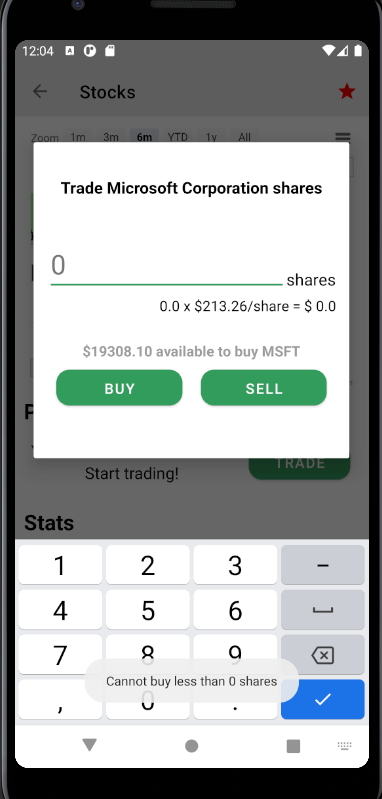 12:04
Stocks
Zoom 1m 3m 6m YTD 1y All
Trade Microsoft Corporation shares
0
shares
0.0 x $213.26/share = $ 0.0
$19308.10 available to buy MSFT
BUY SELL
TRADE
Start trading!
Stats
1 2 3 –
4 5 6
7 8 9
Cannot buy less than 0 shares
, 0 .